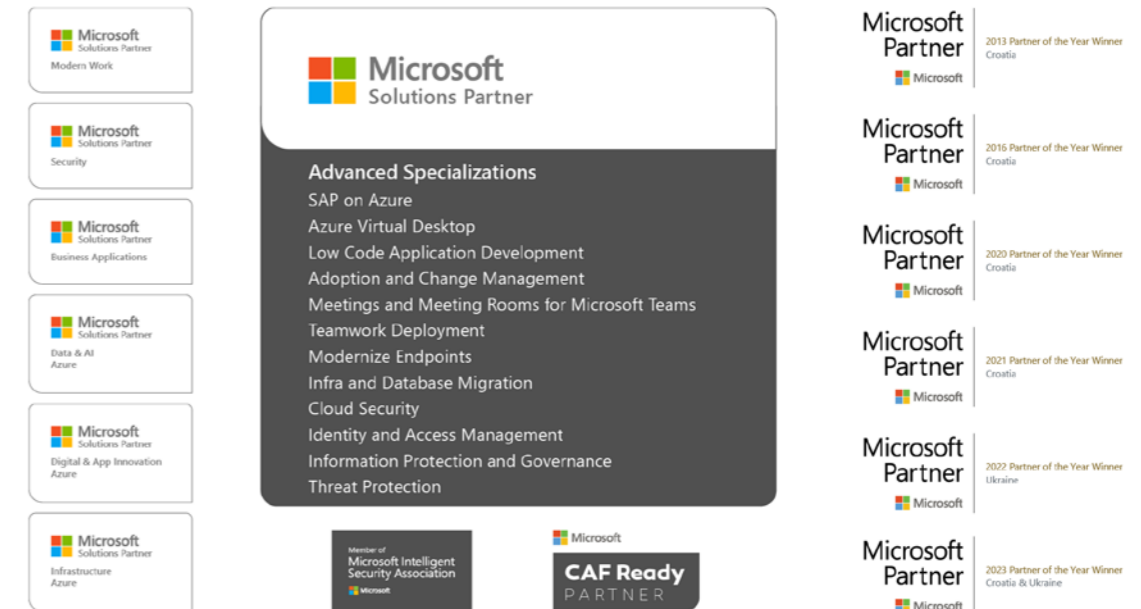 Microsoft
Solutions Partner
Modern Work
Microsoft
Solutions Partner
Security
Microsoft
Solutions Partner
Business Applications
Microsoft
Solutions Partner
Data & AI
Azure
Microsoft
Solutions Partner
Digital & App Innovation
Azure
Microsoft
Solutions Partner
Infrastructure
Azure
Microsoft
Solutions Partner
Advanced Specializations
SAP on Azure
Azure Virtual Desktop
Low Code Application Development
Adoption and Change Management
Meetings and Meeting Rooms for Microsoft Teams
Teamwork Deployment
Modernize Endpoints
Infra and Database Migration
Cloud Security
Identity and Access Management
Information Protection and Governance
Threat Protection
Member of
Microsoft Intelligent
Security Association
Microsoft
Microsoft
CAF Ready
PARTNER
Microsoft
Partner
Microsoft
2013 Partner of the Year Winner
Croatia
Microsoft
Partner
Microsoft
2016 Partner of the Year Winner
Croatia
Microsoft
Partner
Microsoft
2020 Partner of the Year Winner
Croatia
Microsoft
Partner
Microsoft
2021 Partner of the Year Winner
Croatia
Microsoft
Partner
Microsoft
2022 Partner of the Year Winner
Ukraine
Microsoft
Partner
Microsoft
2023 Partner of the Year Winner
Croatia & Ukraine